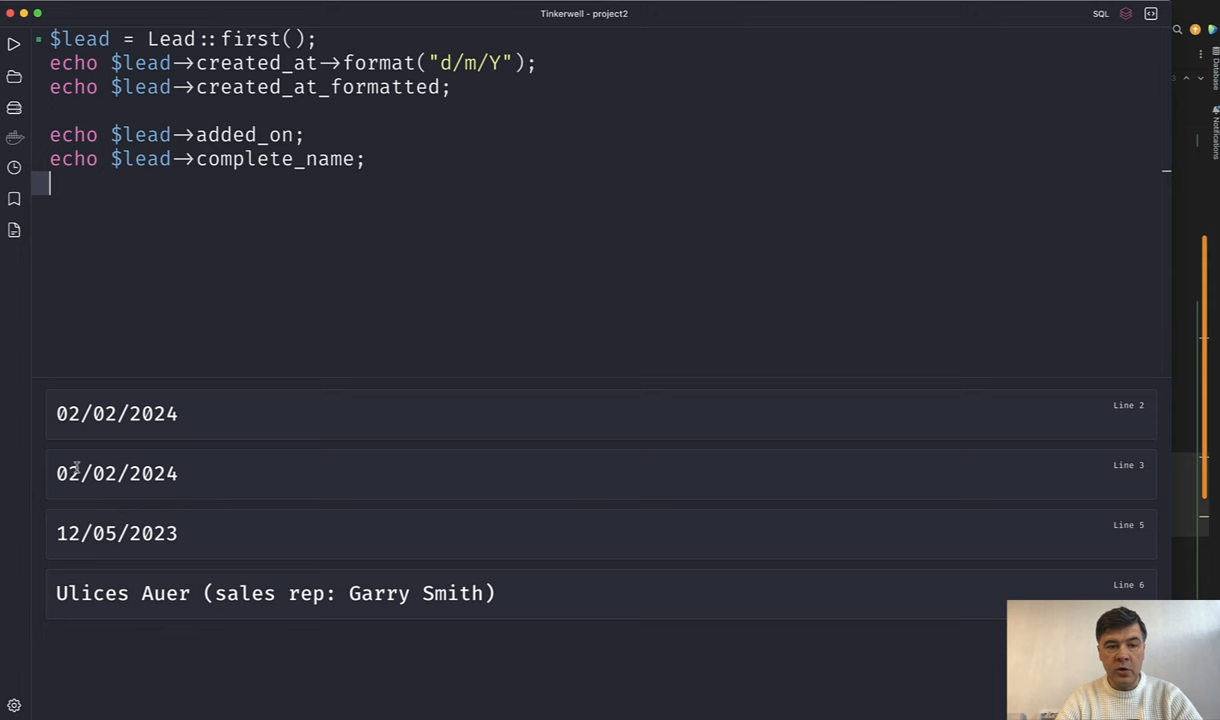 Tinkerwell - project2
SQL
$lead = Lead::first();
echo $lead->created_at->format("d/m/Y");
echo $lead->created_at_formatted;
echo $lead->added_on;
echo $lead->complete_name;
02/02/2024
Line 2
02/02/2024
Line 3
12/05/2023
Line 5
Ulices Auer (sales rep: Garry Smith)
Line 6
Database
Notifications